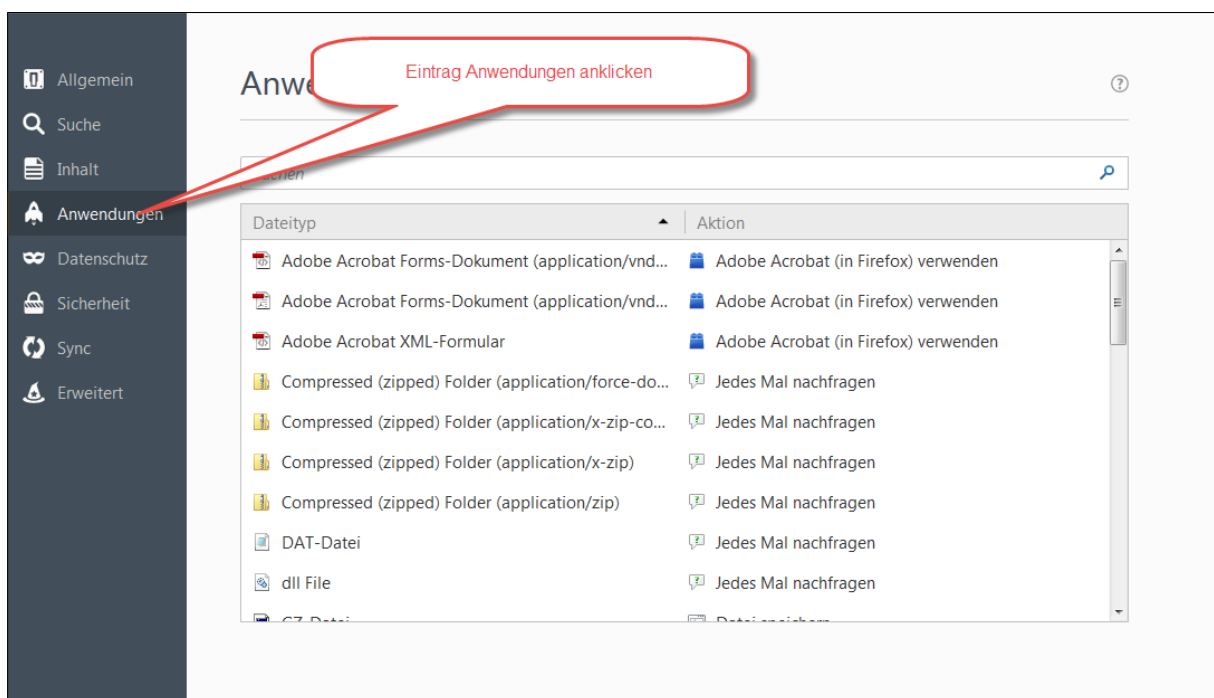 Allgemein
Suche
Inhalt
Anwendungen
Datenschutz
Sicherheit
Sync
Erweitert
Eintrag Anwendungen anklicken
Dateityp Aktion
Adobe Acrobat Forms-Dokument (application/vnd... Adobe Acrobat (in Firefox) verwenden
Adobe Acrobat Forms-Dokument (application/vnd... Adobe Acrobat (in Firefox) verwenden
Adobe Acrobat XML-Formular Adobe Acrobat (in Firefox) verwenden
Compressed (zipped) Folder (application/force-do... Jedes Mal nachfragen
Compressed (zipped) Folder (application/x-zip-co... Jedes Mal nachfragen
Compressed (zipped) Folder (application/x-zip) Jedes Mal nachfragen
Compressed (zipped) Folder (application/zip) Jedes Mal nachfragen
DAT-Datei Jedes Mal nachfragen
dll File Jedes Mal nachfragen
Datei speichern